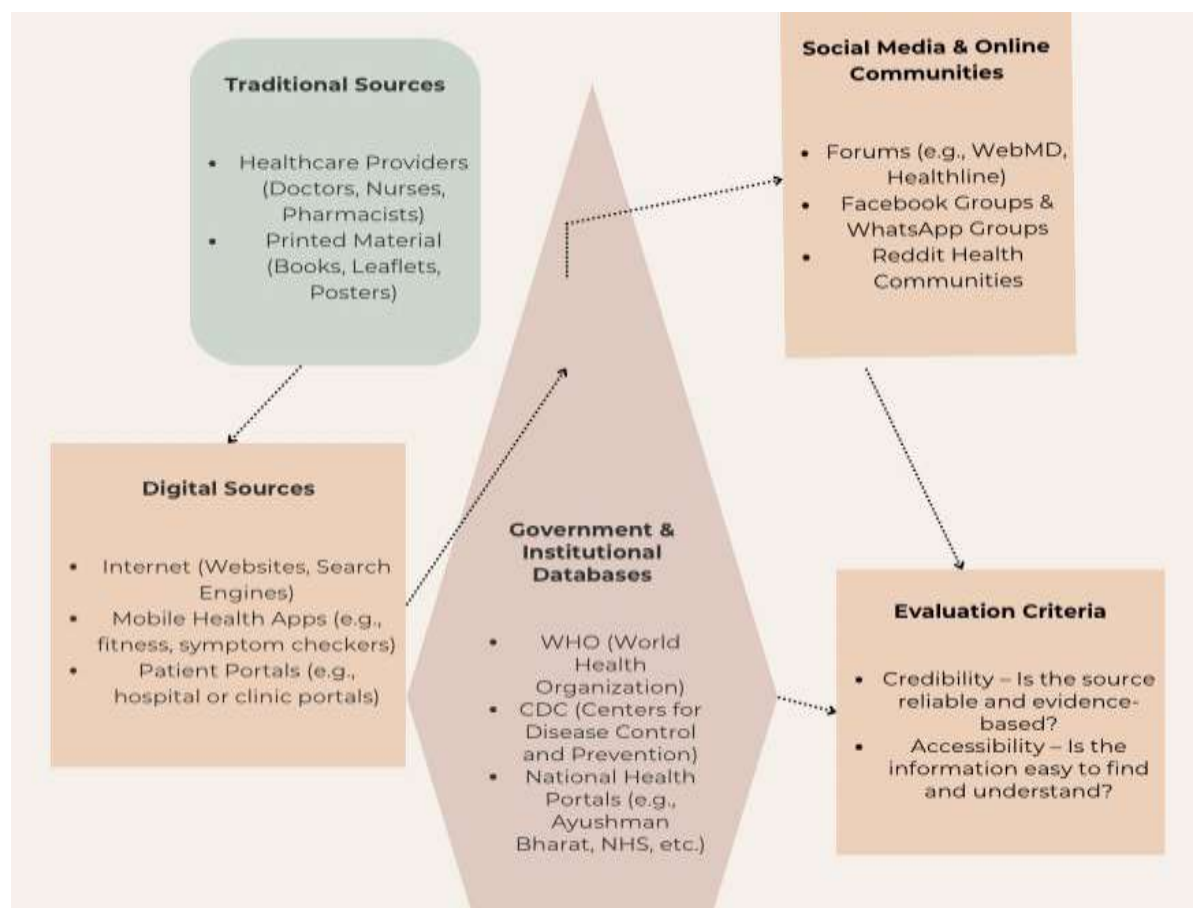 Traditional Sources
• Healthcare Providers
(Doctors, Nurses,
Pharmacists)
• Printed Material
(Books, Leaflets,
Posters)
Digital Sources
• Internet (Websites, Search
Engines)
• Mobile Health Apps (e.g.,
fitness, symptom checkers)
• Patient Portals (e.g.,
hospital or clinic portals)
Government &
Institutional
Databases
• WHO (World
Health
Organization)
• CDC (Centers for
Disease Control
and Prevention)
• National Health
Portals (e.g.,
Ayushman
Bharat, NHS, etc.)
Social Media & Online
Communities
• Forums (e.g., WebMD,
Healthline)
• Facebook Groups &
WhatsApp Groups
• Reddit Health
Communities
Evaluation Criteria
• Credibility – Is the source
reliable and evidence-
based?
• Accessibility – Is the
information easy to find
and understand?